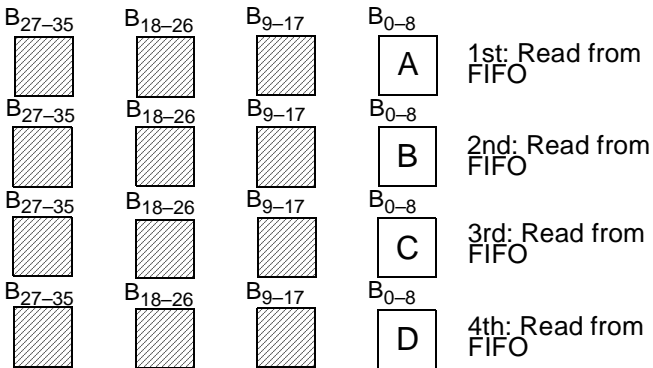 B27–35 B18–26 B9–17 B0–8
A 1st: Read from
FIFO
B27–35 B18–26 B9–17 B0–8
B 2nd: Read from
FIFO
B27–35 B18–26 B9–17 B0–8
C 3rd: Read from
FIFO
B27–35 B18–26 B9–17 B0–8
D 4th: Read from
FIFO